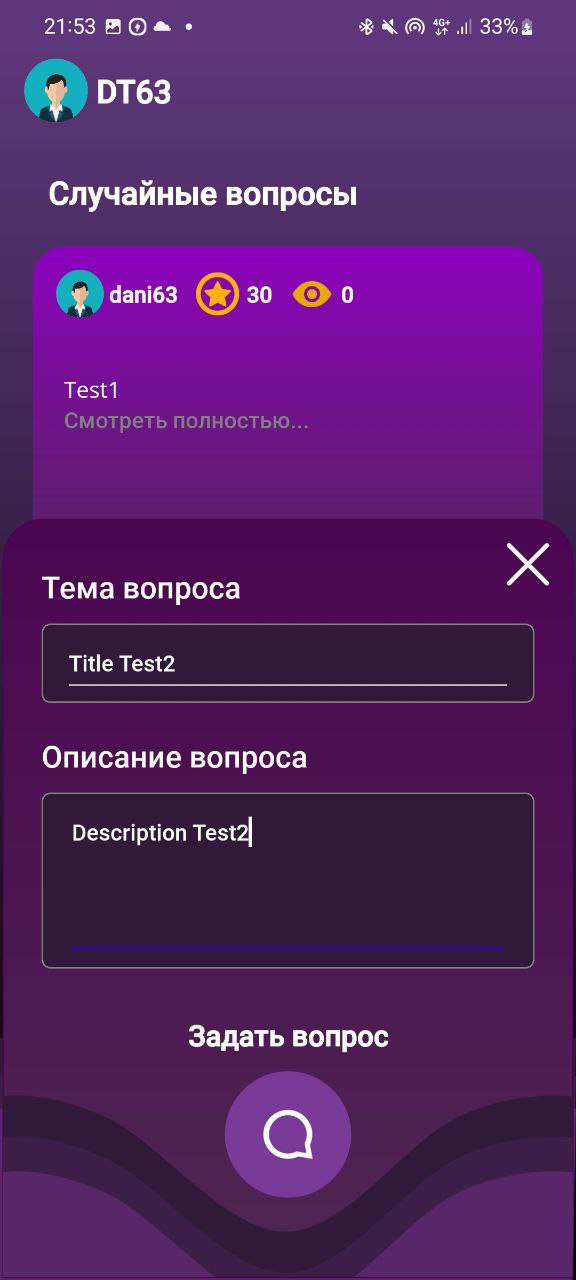 21:53 4G+ 33%
DT63
Случайные вопросы
dani63 30 0
Test1
Смотреть полностью...
Тема вопроса
Title Test2
Описание вопроса
Description Test2
Задать вопрос